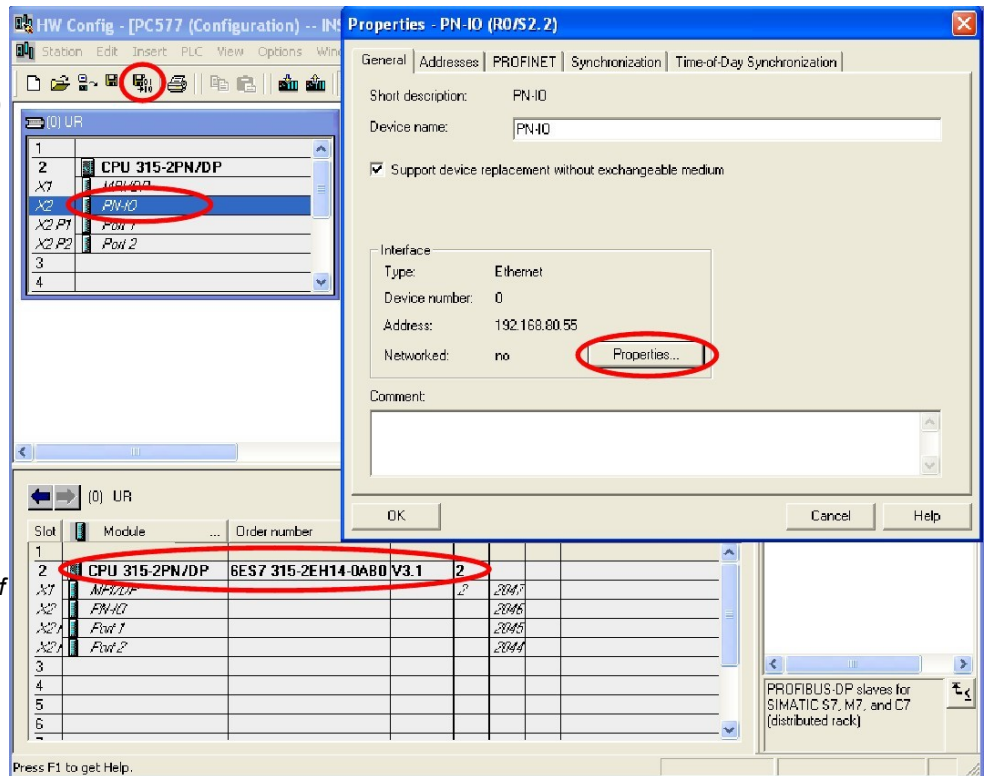 HW Config - [PC577 (Configuration) -- INS
Station Edit Insert PLC View Options Wind
(0) UR
1
2 CPU 315-2PN/DP
X1 MPI/DP
X2 PN-IO
X2 P1 Port 1
X2 P2 Port 2
3
4
Properties - PN-IO (R0/S2.2)
General Addresses PROFINET Synchronization Time-of-Day Synchronization
Short description: PN-IO
Device name: PN-IO
Support device replacement without exchangeable medium
Interface
Type: Ethernet
Device number: 0
Address: 192.168.80.55
Networked: no Properties...
Comment:
OK Cancel Help
(0) UR
Slot Module ... Order number
1
2 CPU 315-2PN/DP 6ES7 315-2EH14-0AB0 V3.1 2
X1 MPI/DP 2 2047
X2 PN-IO 2046
X2 Port 1 2045
X2 Port 2 2044
3
4
5
6
f
PROFIBUS-DP slaves for
SIMATIC S7, M7, and C7
(distributed rack)
Press F1 to get Help.